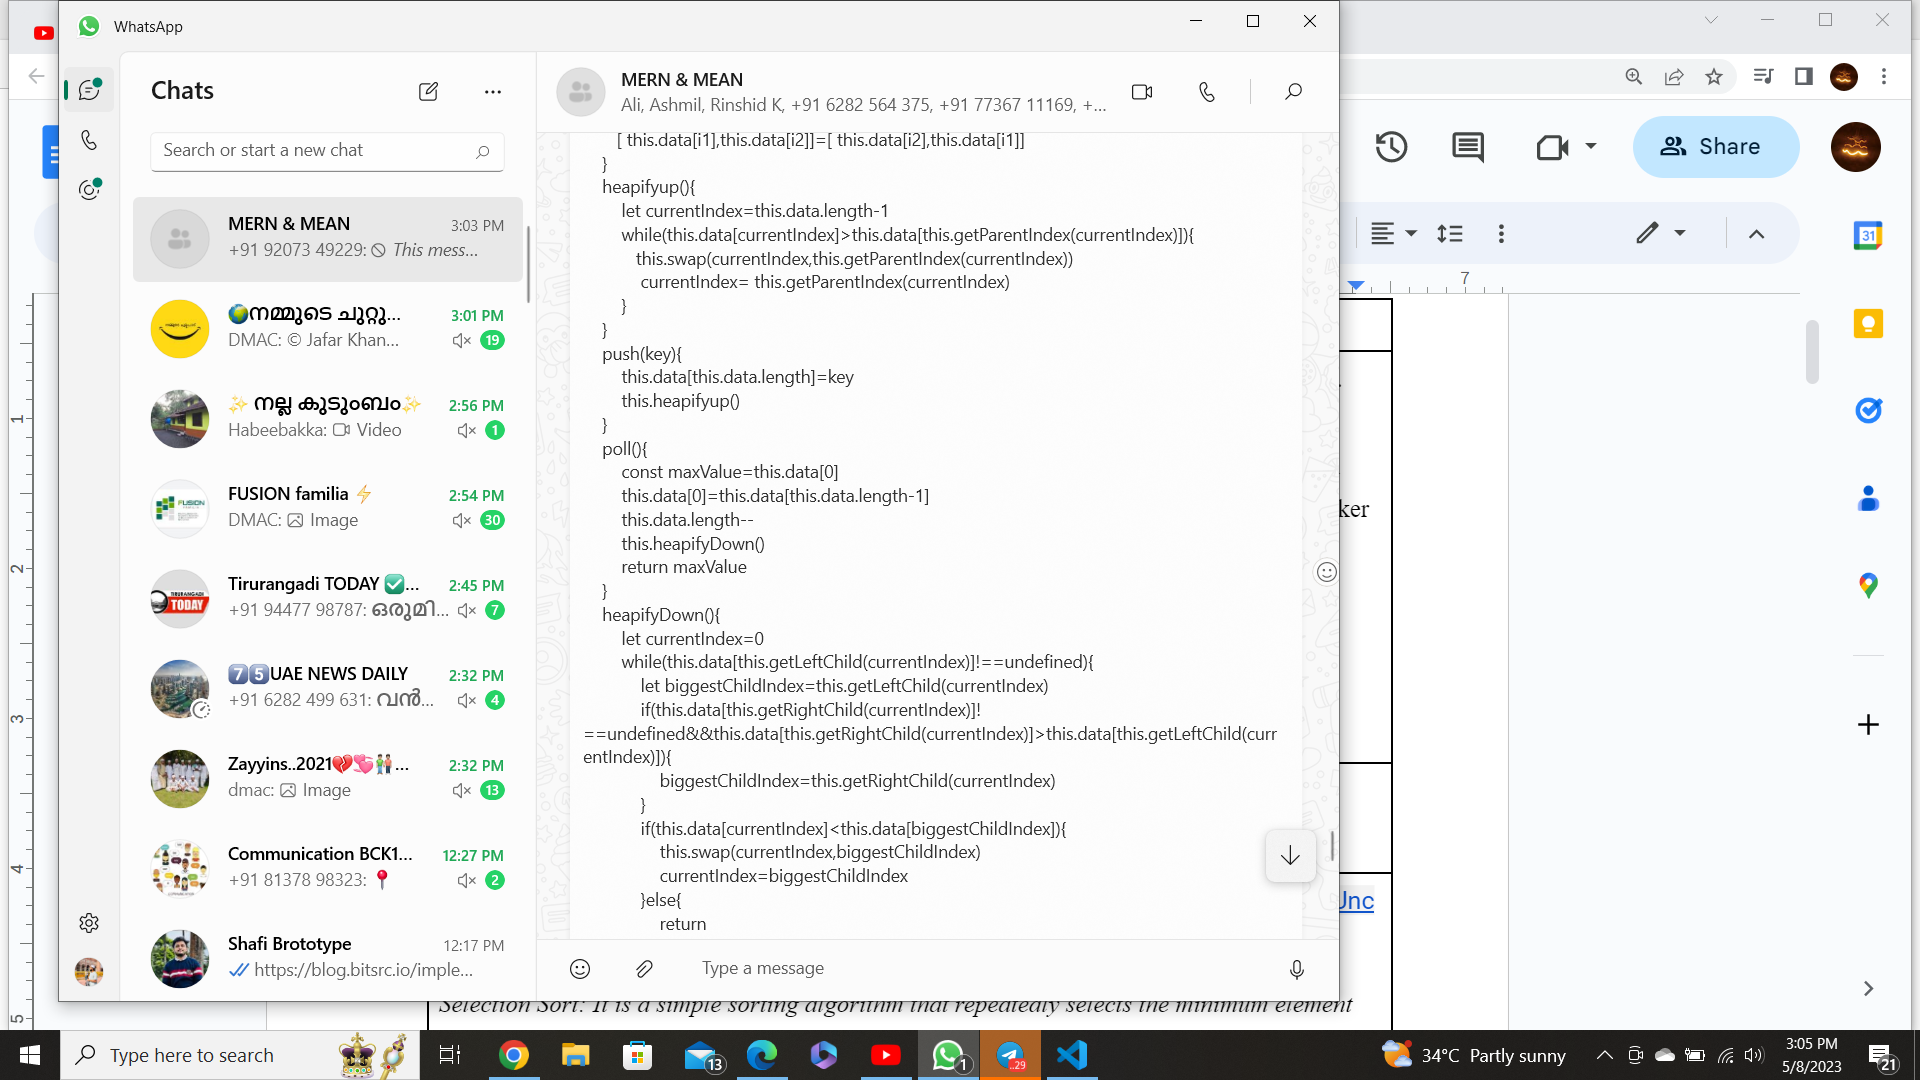 WhatsApp
Chats
Search or start a new chat
MERN & MEAN
3:03 PM
+91 92073 49229: This mess...
നമ്മുടെ ചുറ്റു...
3:01 PM
DMAC: © Jafar Khan...
19
നല്ല കുടുംബം
2:56 PM
Habeebakka: Video
1
FUSION familia
2:54 PM
DMAC: Image
30
Tirurangadi TODAY ...
2:45 PM
+91 94477 98787: ഒരുമി...
7
75UAE NEWS DAILY
2:32 PM
+91 6282 499 631: വൻ...
4
Zayyins..2021...
2:32 PM
dmac: Image
13
Communication BCK1...
12:27 PM
+91 81378 98323:
2
Shafi Brototype
12:17 PM
https://blog.bitsrc.io/imple...
MERN & MEAN
Ali, Ashmil, Rinshid K, +91 6282 564 375, +91 77367 11169, +...
[ this.data[i1],this.data[i2]]=[ this.data[i2],this.data[i1]]
}
heapifyup(){
let currentIndex=this.data.length-1
while(this.data[currentIndex]>this.data[this.getParentIndex(currentIndex)]){
this.swap(currentIndex,this.getParentIndex(currentIndex))
currentIndex= this.getParentIndex(currentIndex)
}
}
push(key){
this.data[this.data.length]=key
this.heapifyup()
}
poll(){
const maxValue=this.data[0]
this.data[0]=this.data[this.data.length-1]
this.data.length--
this.heapifyDown()
return maxValue
}
heapifyDown(){
let currentIndex=0
while(this.data[this.getLeftChild(currentIndex)]!==undefined){
let biggestChildIndex=this.getLeftChild(currentIndex)
if(this.data[this.getRightChild(currentIndex)]!
==undefined&&this.data[this.getRightChild(currentIndex)]>this.data[this.getLeftChild(curr
entIndex)]){
biggestChildIndex=this.getRightChild(currentIndex)
}
if(this.data[currentIndex]<this.data[biggestChildIndex]){
this.swap(currentIndex,biggestChildIndex)
currentIndex=biggestChildIndex
}else{
return
Type a message
Share
7
31
ker
Unc
1
2
3
4
5
Selection Sort: It is a simple sorting algorithm that repeatedly selects the minimum element
Type here to search
13
1
29
34°C Partly sunny
3:05 PM
5/8/2023
21